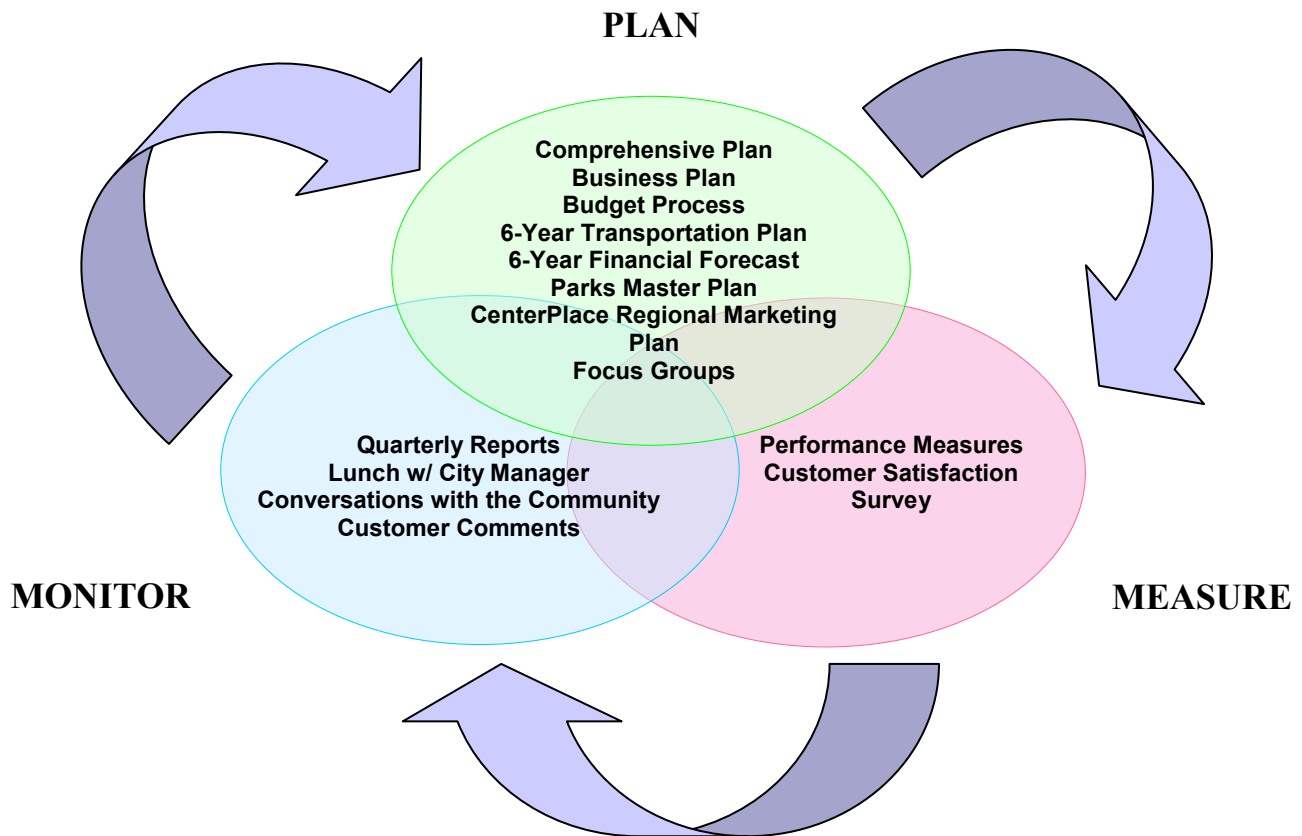 PLAN
Comprehensive Plan
Business Plan
Budget Process
6-Year Transportation Plan
6-Year Financial Forecast
Parks Master Plan
CenterPlace Regional Marketing
Plan
Focus Groups
Quarterly Reports
Lunch w/ City Manager
Conversations with the Community
Customer Comments
Performance Measures
Customer Satisfaction
Survey
MONITOR
MEASURE